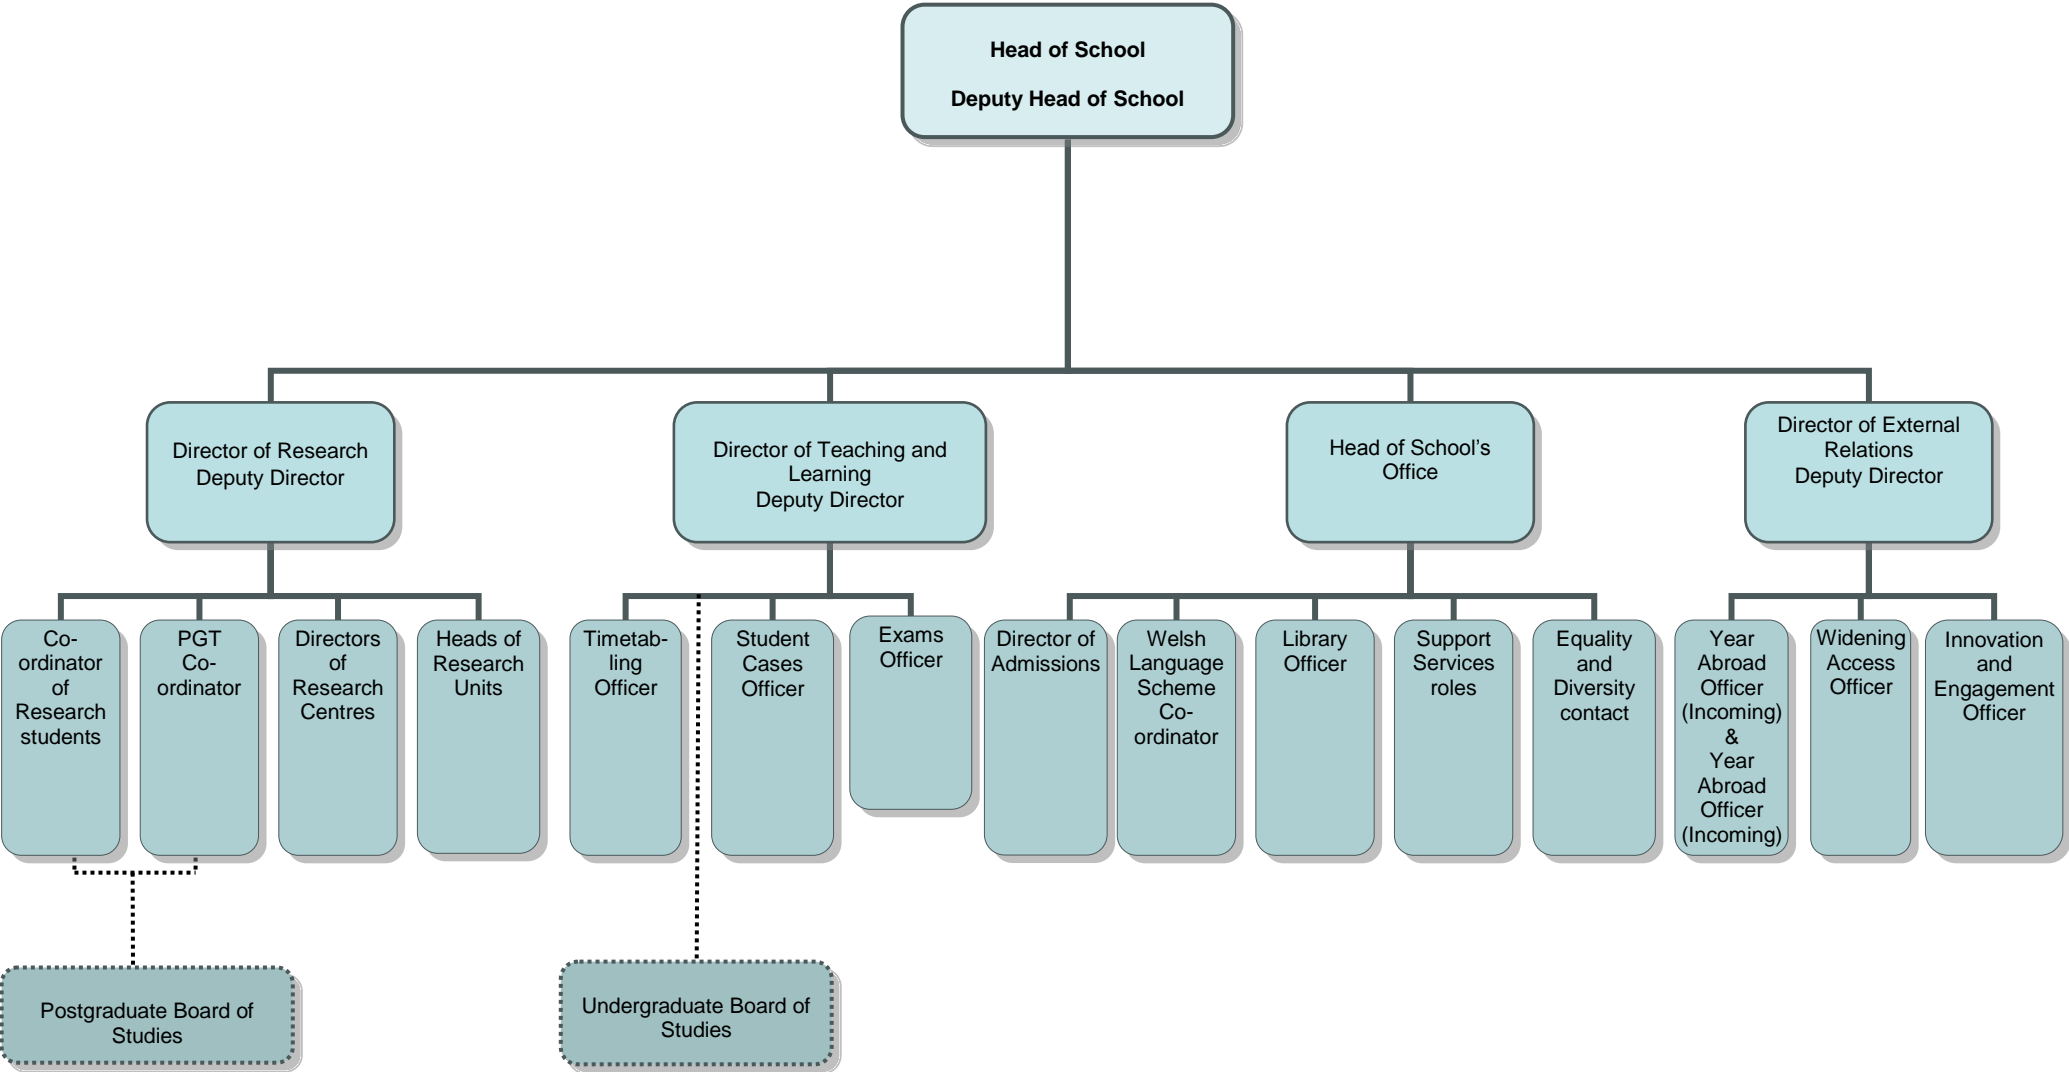 Head of School
Deputy Head of School
Director of Research
Deputy Director
Director of Teaching and
Learning
Deputy Director
Head of School’s
Office
Director of External
Relations
Deputy Director
Co-
ordinator
of
Research
students
PGT
Co-
ordinator
Directors
of
Research
Centres
Heads of
Research
Units
Timetab-
ling
Officer
Student
Cases
Officer
Exams
Officer
Director of
Admissions
Welsh
Language
Scheme
Co-
ordinator
Library
Officer
Support
Services
roles
Equality
and
Diversity
contact
Year
Abroad
Officer
(Incoming)
&
Year
Abroad
Officer
(Incoming)
Widening
Access
Officer
Innovation
and
Engagement
Officer
Postgraduate Board of
Studies
Undergraduate Board of
Studies